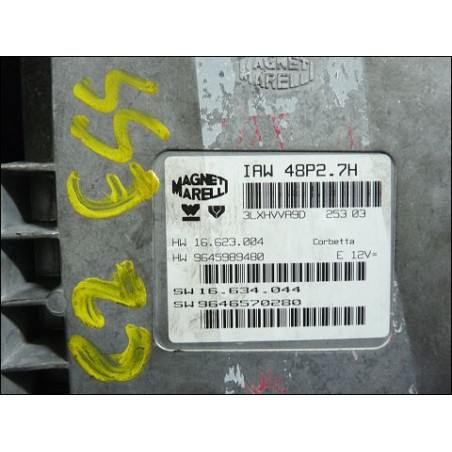 MAGNETI
MARELLI
C2 ESS
MAGNETI
MARELLI
IAW 48P2.7H
3LXHVVA9D 253 03
HW 16.623.004 Corbetta
HW 9645989480 E 12V=
SW 16.634.044
SW 9646570280